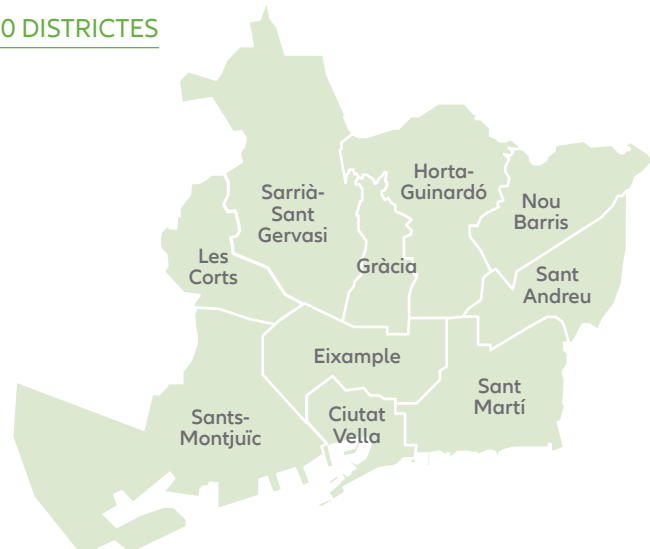 0 DISTRICTES
Horta-
Guinardó
Sarrià-
Sant
Gervasi
Nou
Barris
Les
Corts
Gràcia
Sant
Andreu
Eixample
Sant
Martí
Sants-
Montjuïc
Ciutat
Vella